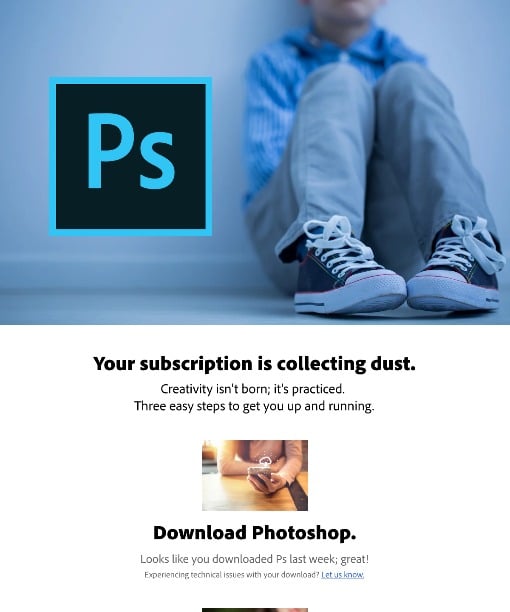 Ps
Your subscription is collecting dust.
Creativity isn't born; it's practiced.
Three easy steps to get you up and running.
Download Photoshop.
Looks like you downloaded Ps last week; great!
Experiencing technical issues with your download? Let us know.